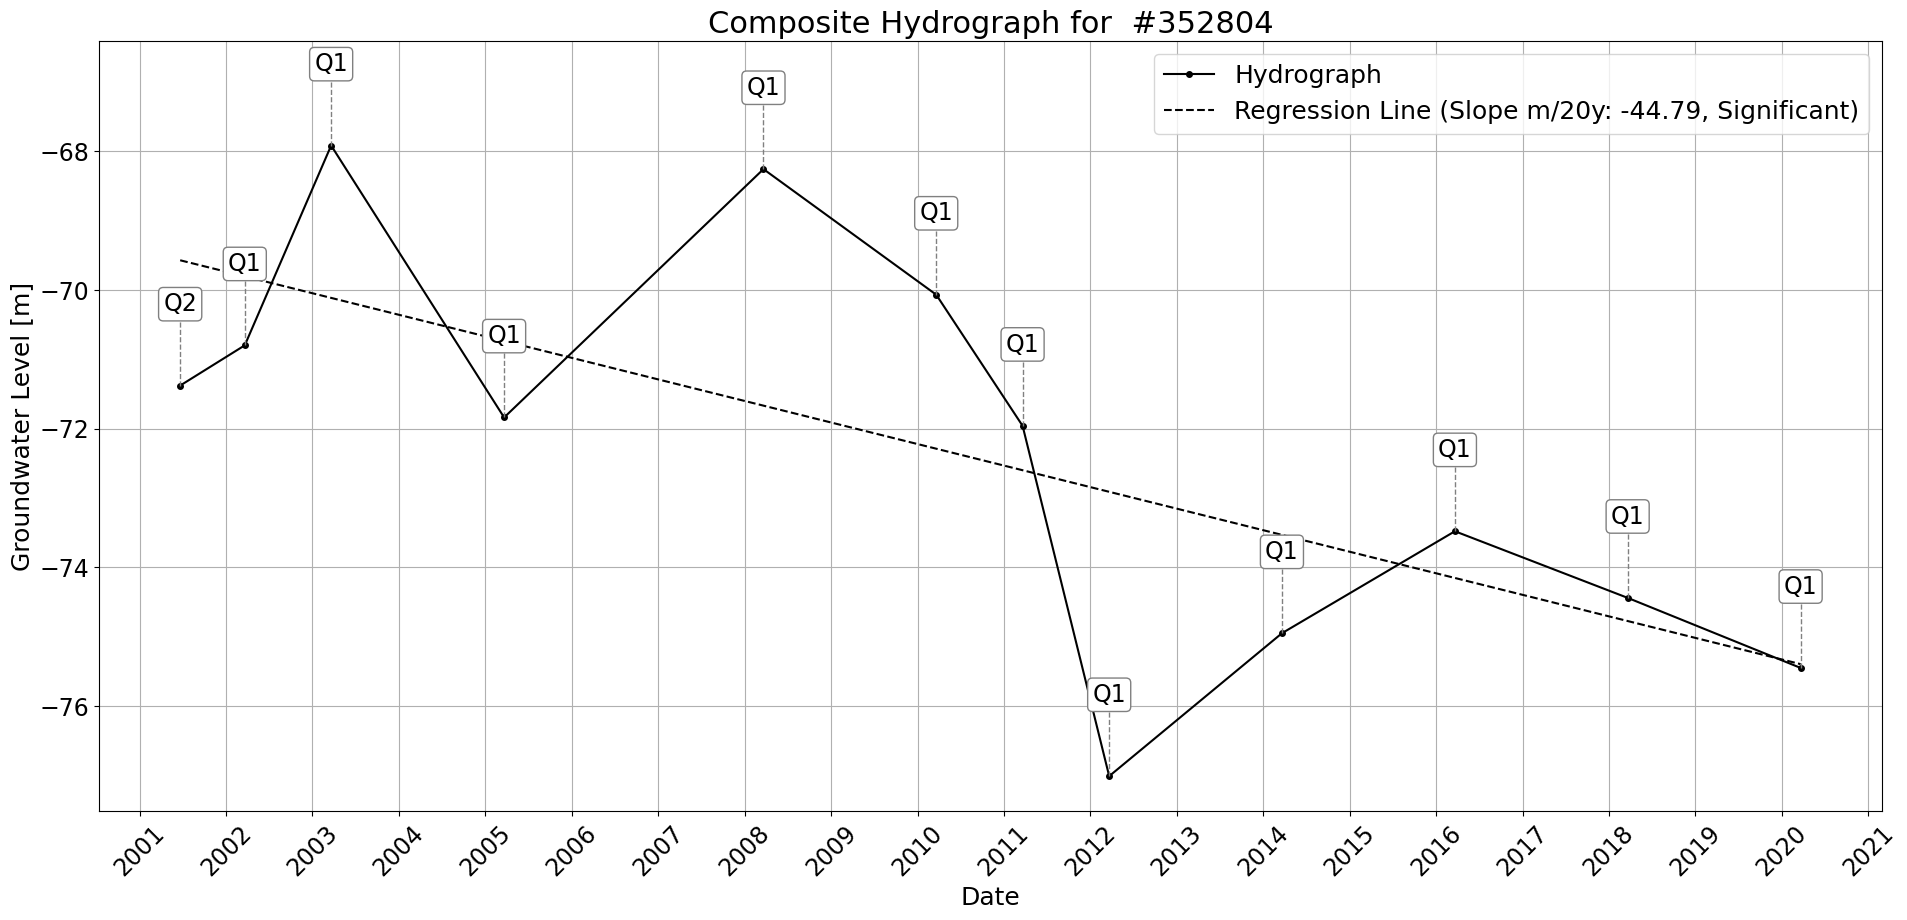 Composite Hydrograph for  #352804
Hydrograph
Regression Line (Slope m/20y: -44.79, Significant)
Q1
Q1
Q1
Q1
Q2
Q1
Q1
Q1
Q1
Q1
Q1
Q1
Q1
Groundwater Level [m]
−68
−70
−72
−74
−76
2001
2002
2003
2004
2005
2006
2007
2008
2009
2010
2011
2012
2013
2014
2015
2016
2017
2018
2019
2020
2021
Date